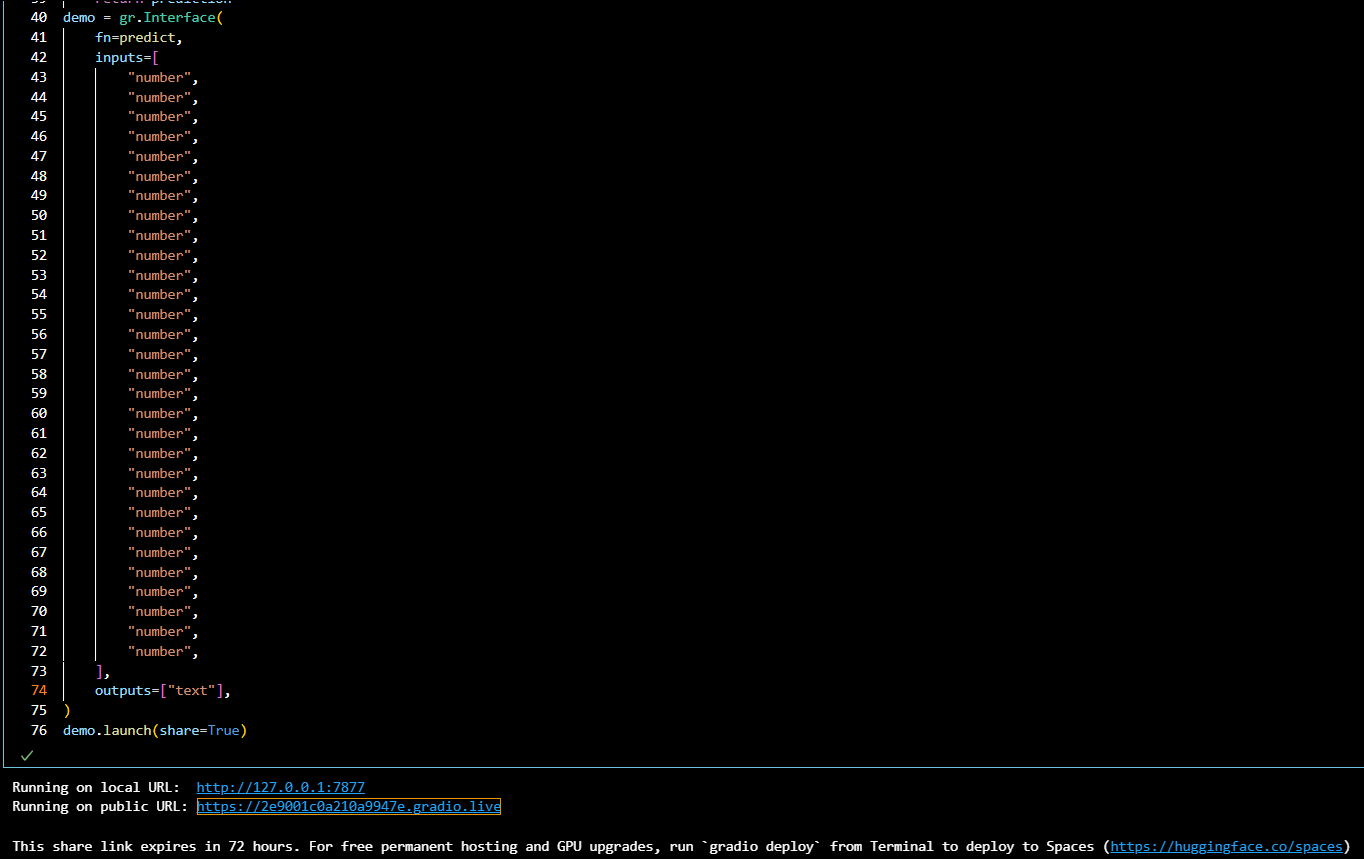 39 return prediction
40 demo = gr.Interface(
41 fn=predict,
42 inputs=[
43 "number",
44 "number",
45 "number",
46 "number",
47 "number",
48 "number",
49 "number",
50 "number",
51 "number",
52 "number",
53 "number",
54 "number",
55 "number",
56 "number",
57 "number",
58 "number",
59 "number",
60 "number",
61 "number",
62 "number",
63 "number",
64 "number",
65 "number",
66 "number",
67 "number",
68 "number",
69 "number",
70 "number",
71 "number",
72 "number",
73 ],
74 outputs=["text"],
75 )
76 demo.launch(share=True)
Running on local URL: http://127.0.0.1:7877
Running on public URL: https://2e9001c0a210a9947e.gradio.live
This share link expires in 72 hours. For free permanent hosting and GPU upgrades, run `gradio deploy` from Terminal to deploy to Spaces (https://huggingface.co/spaces)